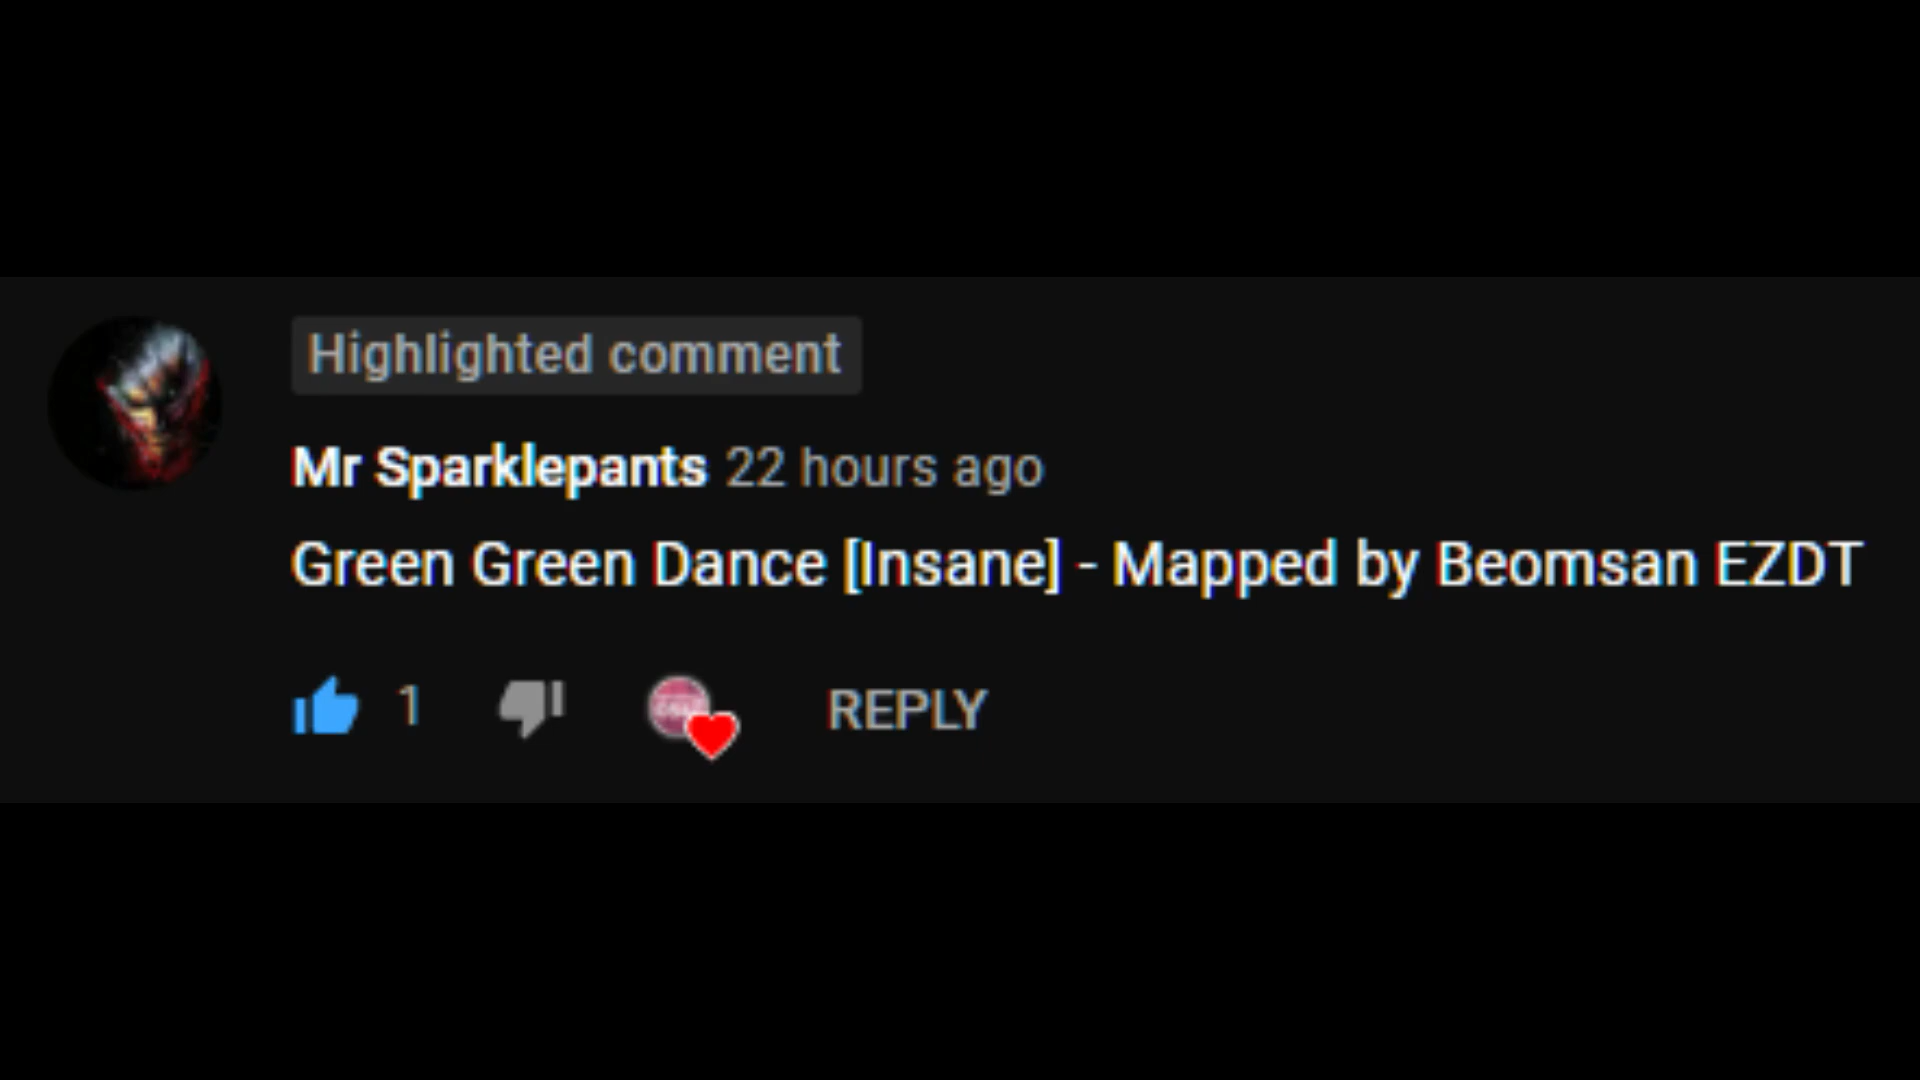 Highlighted comment
Mr Sparklepants 22 hours ago
Green Green Dance [Insane] - Mapped by Beomsan EZDT
1 REPLY